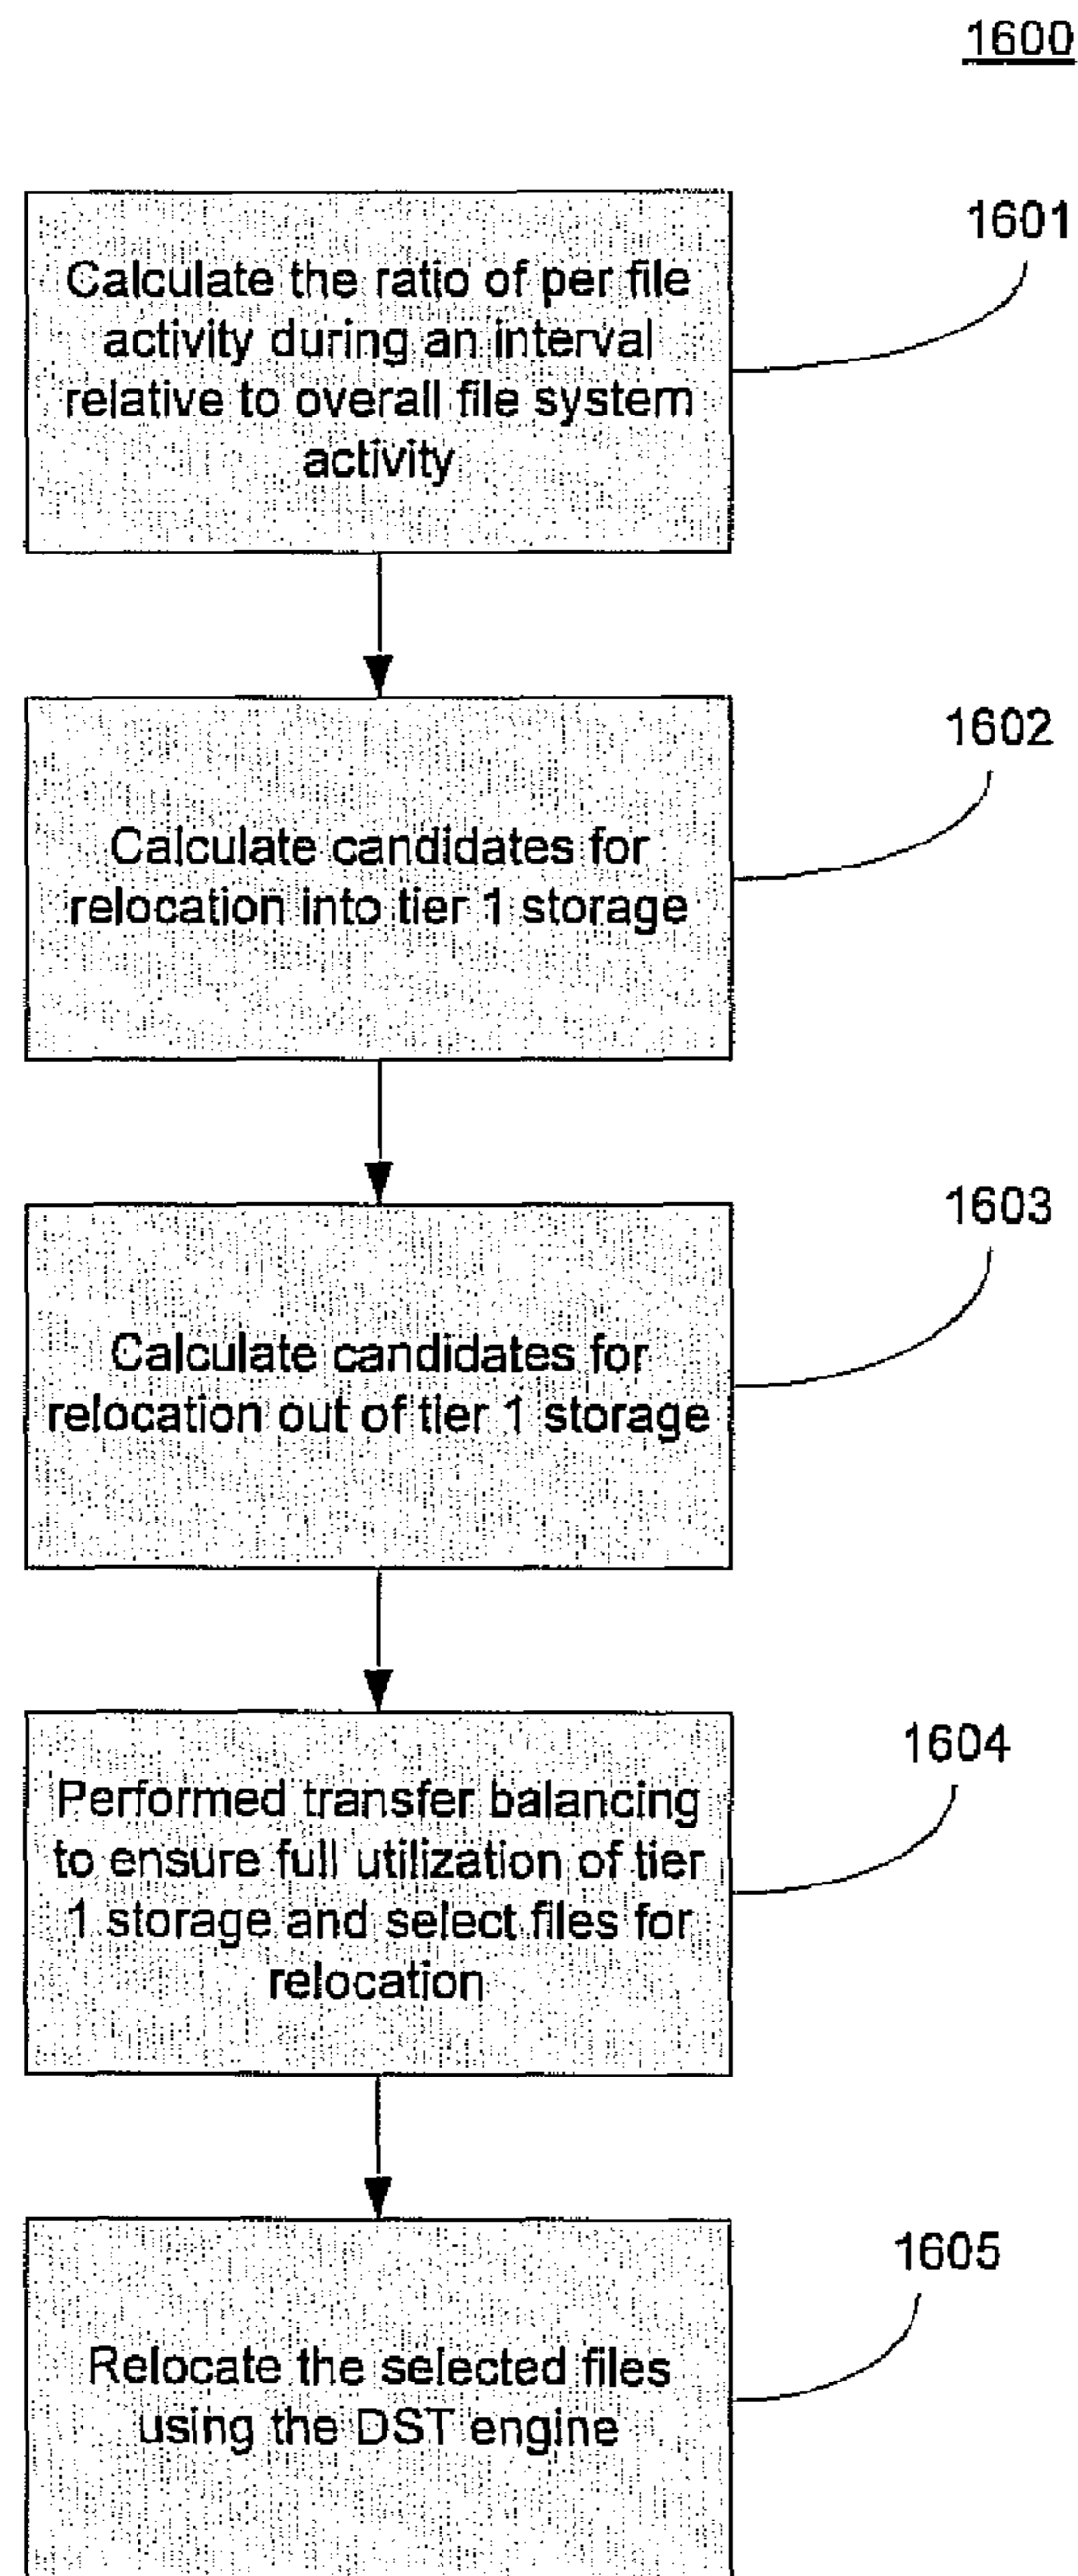 1600
1601
Calculate the ratio of per file
activity during an interval
relative to overall file system
activity
1602
Calculate candidates for
relocation into tier 1 storage
1603
Calculate candidates for
relocation out of tier 1 storage
1604
Performed transfer balancing
to ensure full utilization of tier
1 storage and select files for
relocation
1605
Relocate the selected files
using the DST engine